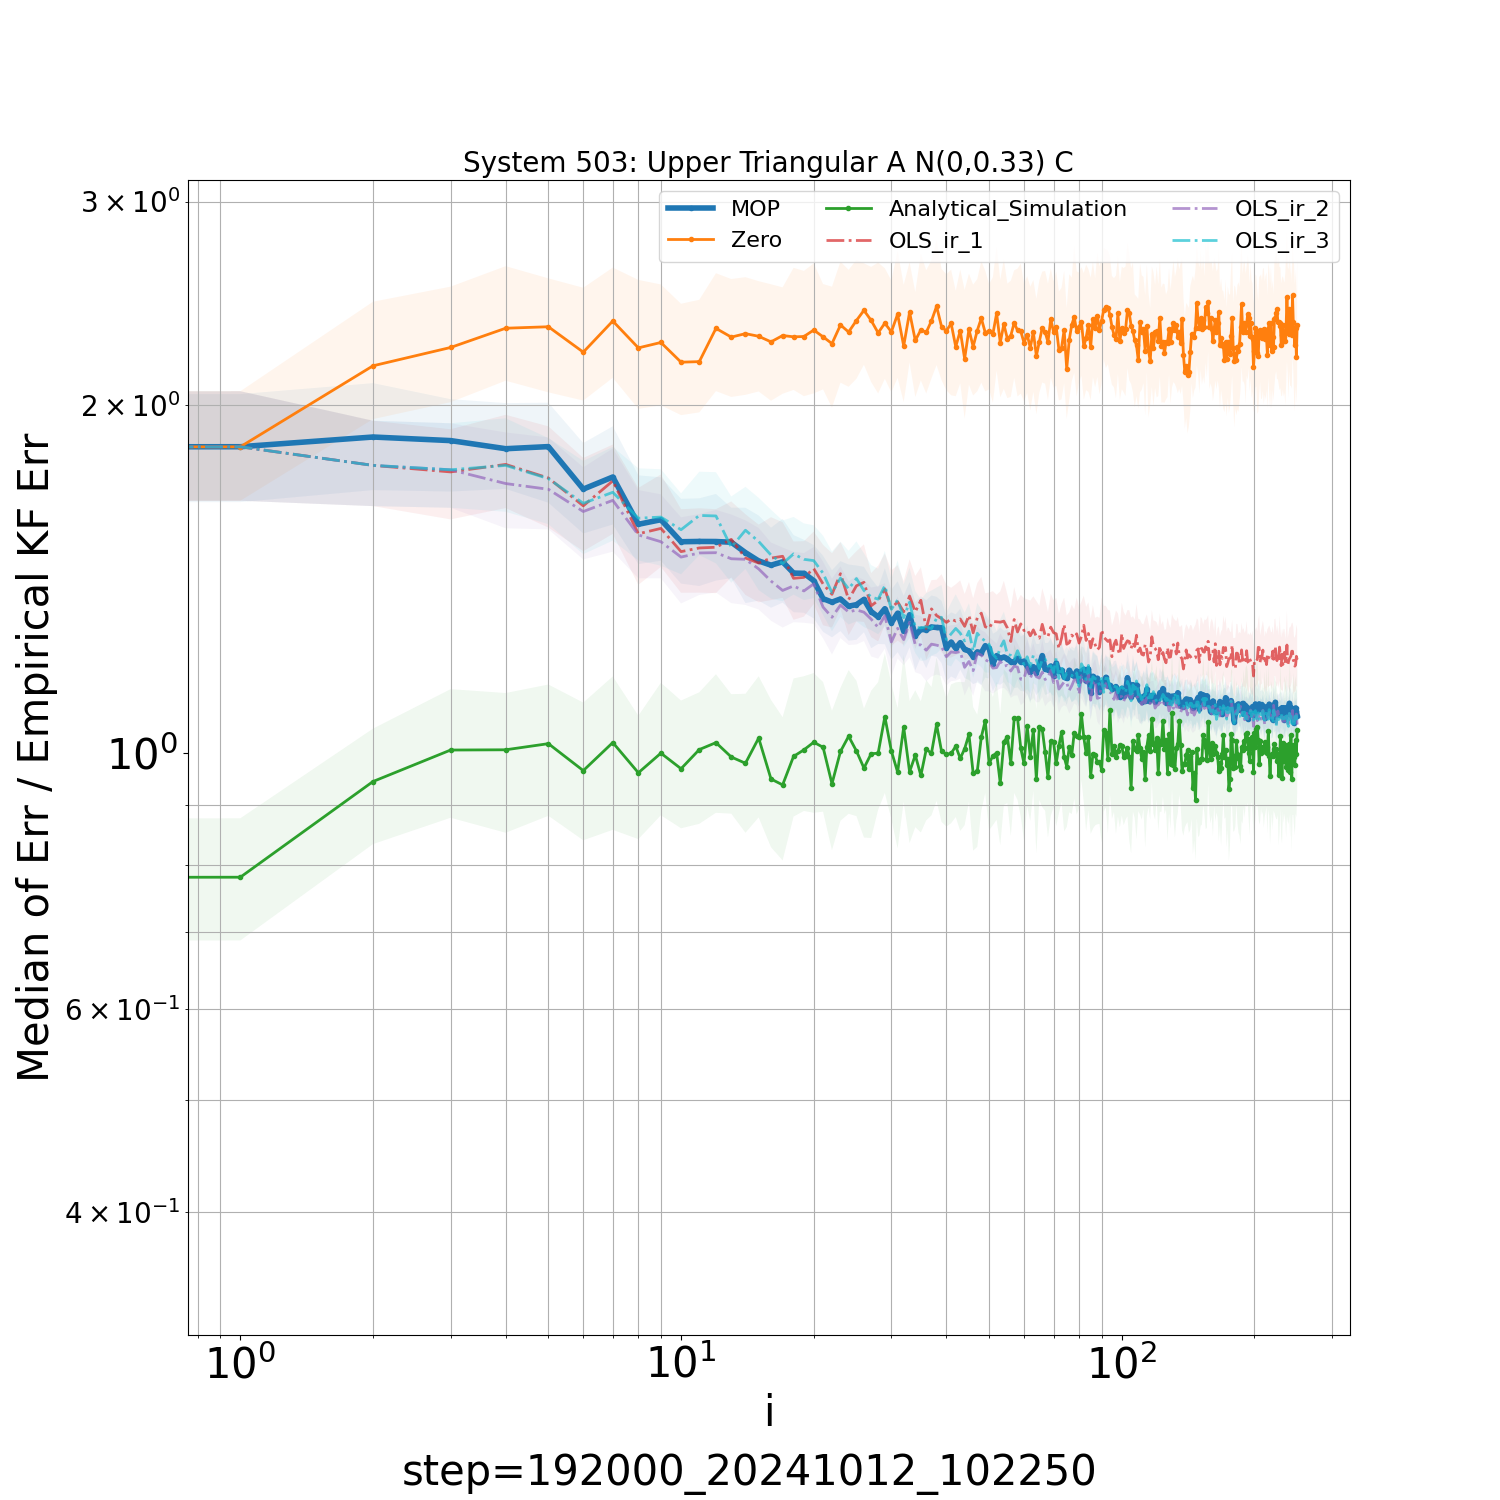 System 503: Upper Triangular A N(0,0.33) C
MOP
Zero
Analytical_Simulation
OLS_ir_1
OLS_ir_2
OLS_ir_3
Median of Err / Empirical KF Err
3 × 10⁰
2 × 10⁰
10⁰
6 × 10⁻¹
4 × 10⁻¹
10⁰ 10¹ 10²
i
step=192000_20241012_102250